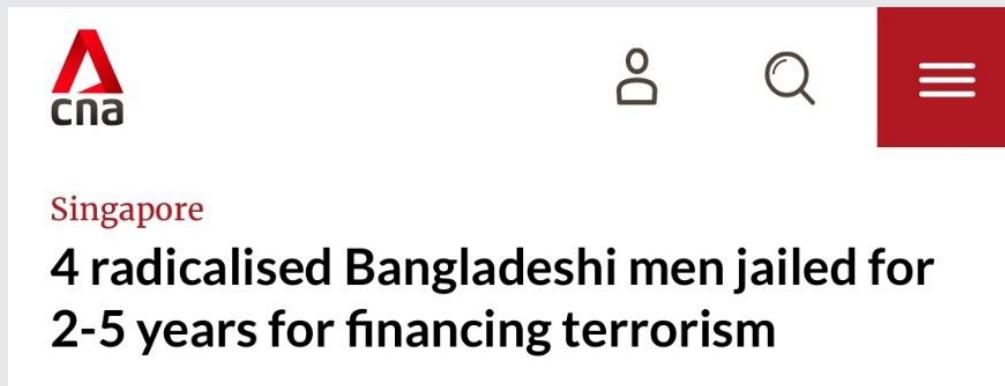 cna
Singapore
4 radicalised Bangladeshi men jailed for
2-5 years for financing terrorism